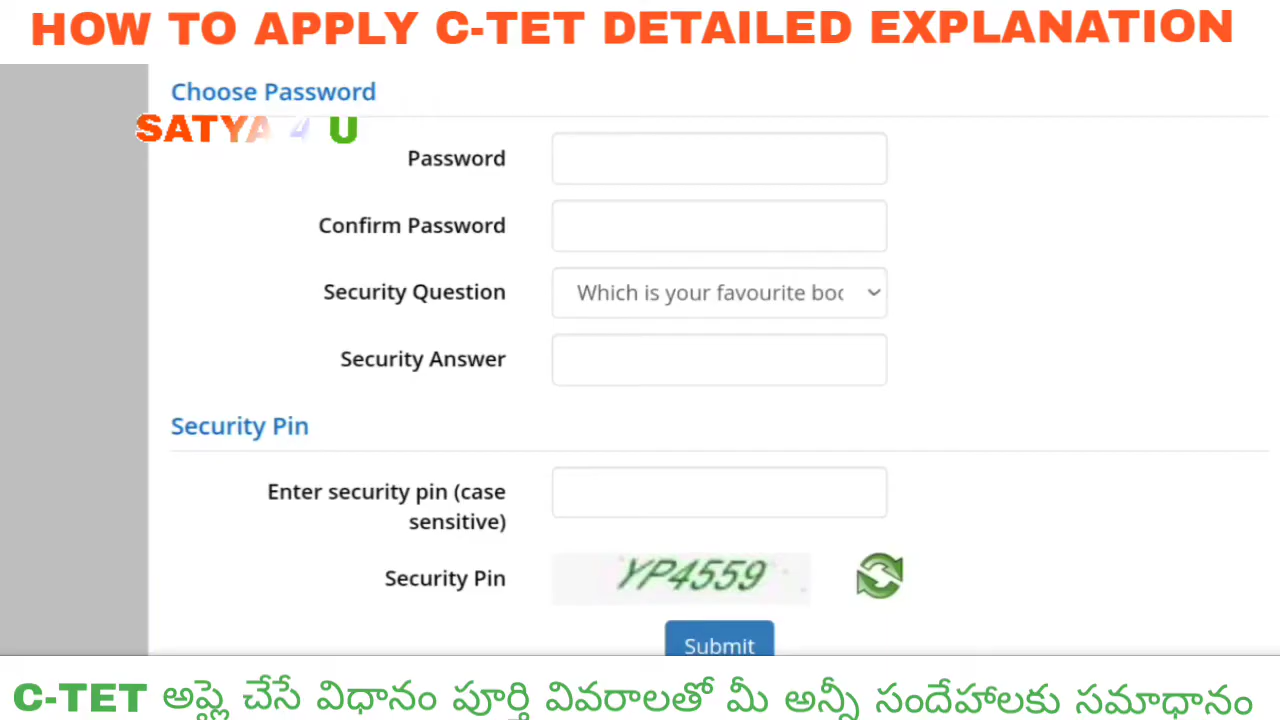 HOW TO APPLY C-TET DETAILED EXPLANATION
Choose Password
SATYA 4 U
Password
Confirm Password
Security Question
Which is your favourite boo
Security Answer
Security Pin
Enter security pin (case
sensitive)
Security Pin
YP4559
Submit
C-TET అప్లై చేసే విధానం పూర్తి వివరాలతో మీ అన్నీ సందేహాలకు సమాధానం